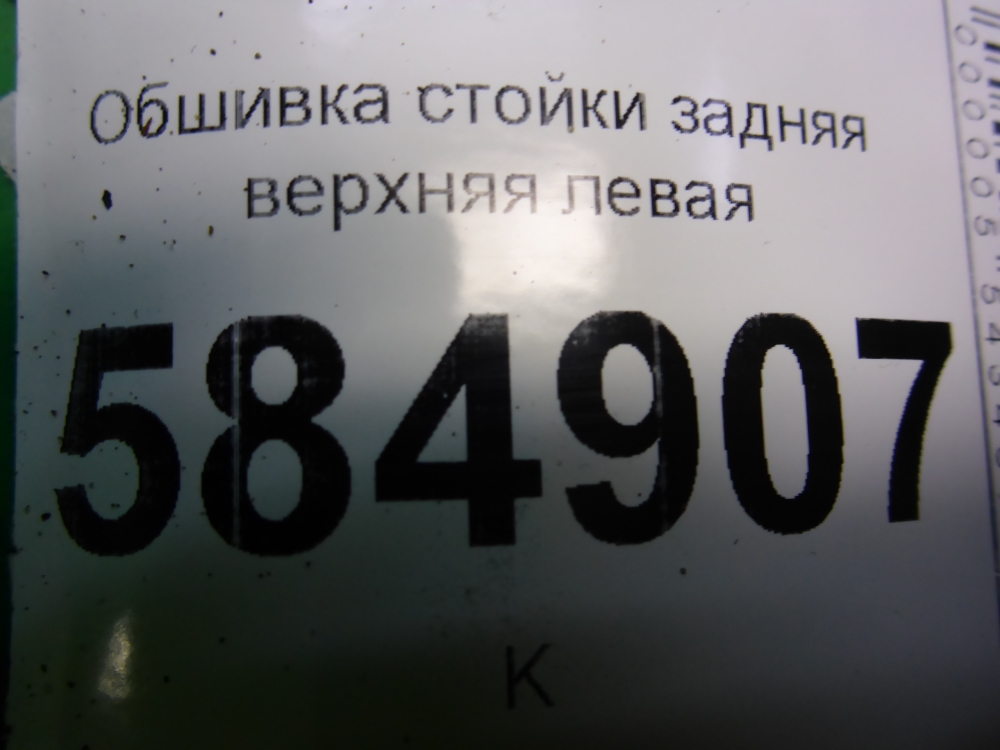 Обшивка стойки задняя
верхняя левая
584907
К